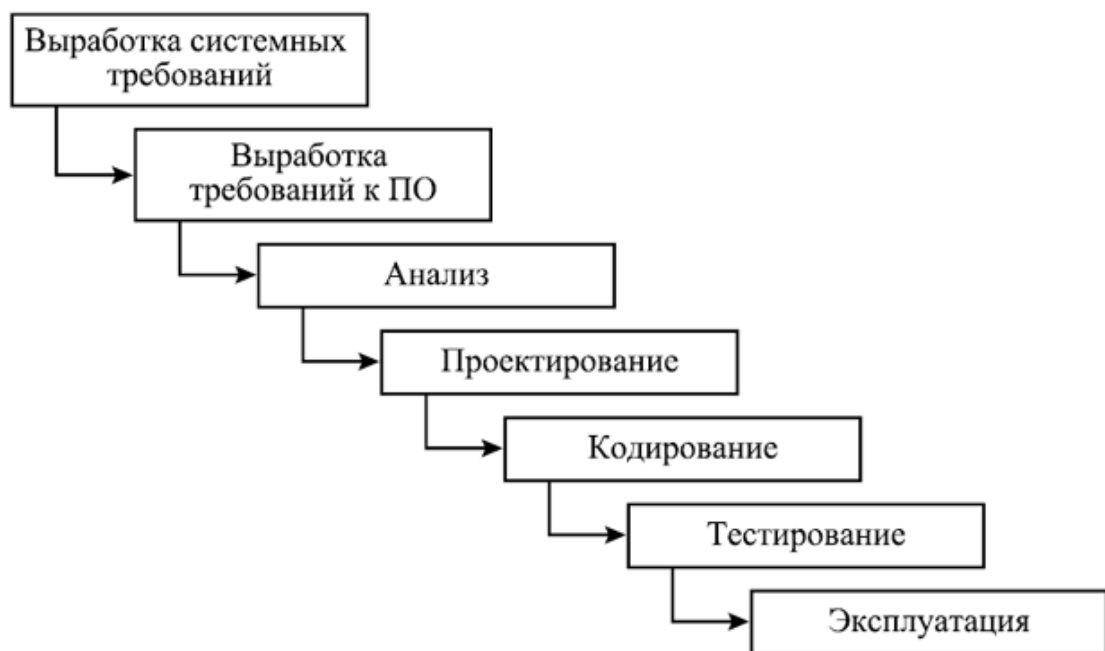 Выработка системных
требований
Выработка
требований к ПО
Анализ
Проектирование
Кодирование
Тестирование
Эксплуатация